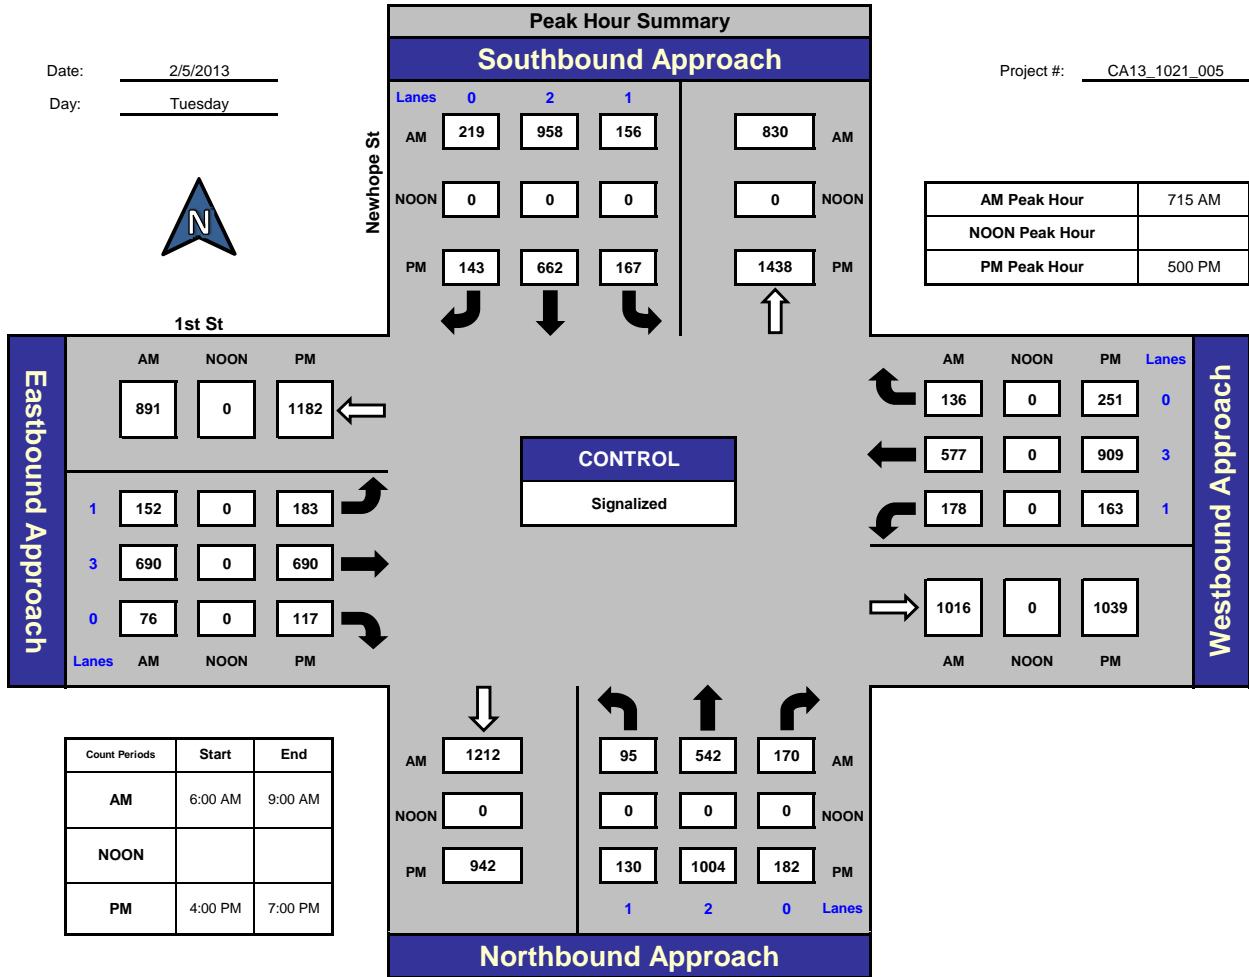 Peak Hour Summary
Southbound Approach
Date: 2/5/2013
Day: Tuesday
Project #: CA13_1021_005
N
Newhope St
Lanes 0 2 1
AM 219 958 156 830 AM
NOON 0 0 0 0 NOON
PM 143 662 167 1438 PM
AM Peak Hour 715 AM
NOON Peak Hour
PM Peak Hour 500 PM
1st St
Eastbound Approach
AM NOON PM
891 0 1182
1 152 0 183
3 690 0 690
0 76 0 117
Lanes AM NOON PM
CONTROL
Signalized
AM NOON PM Lanes
136 0 251 0
577 0 909 3
178 0 163 1
1016 0 1039
AM NOON PM
Westbound Approach
Count Periods Start End
AM 6:00 AM 9:00 AM
NOON
PM 4:00 PM 7:00 PM
AM 1212 95 542 170 AM
NOON 0 0 0 0 NOON
PM 942 130 1004 182 PM
1 2 0 Lanes
Northbound Approach